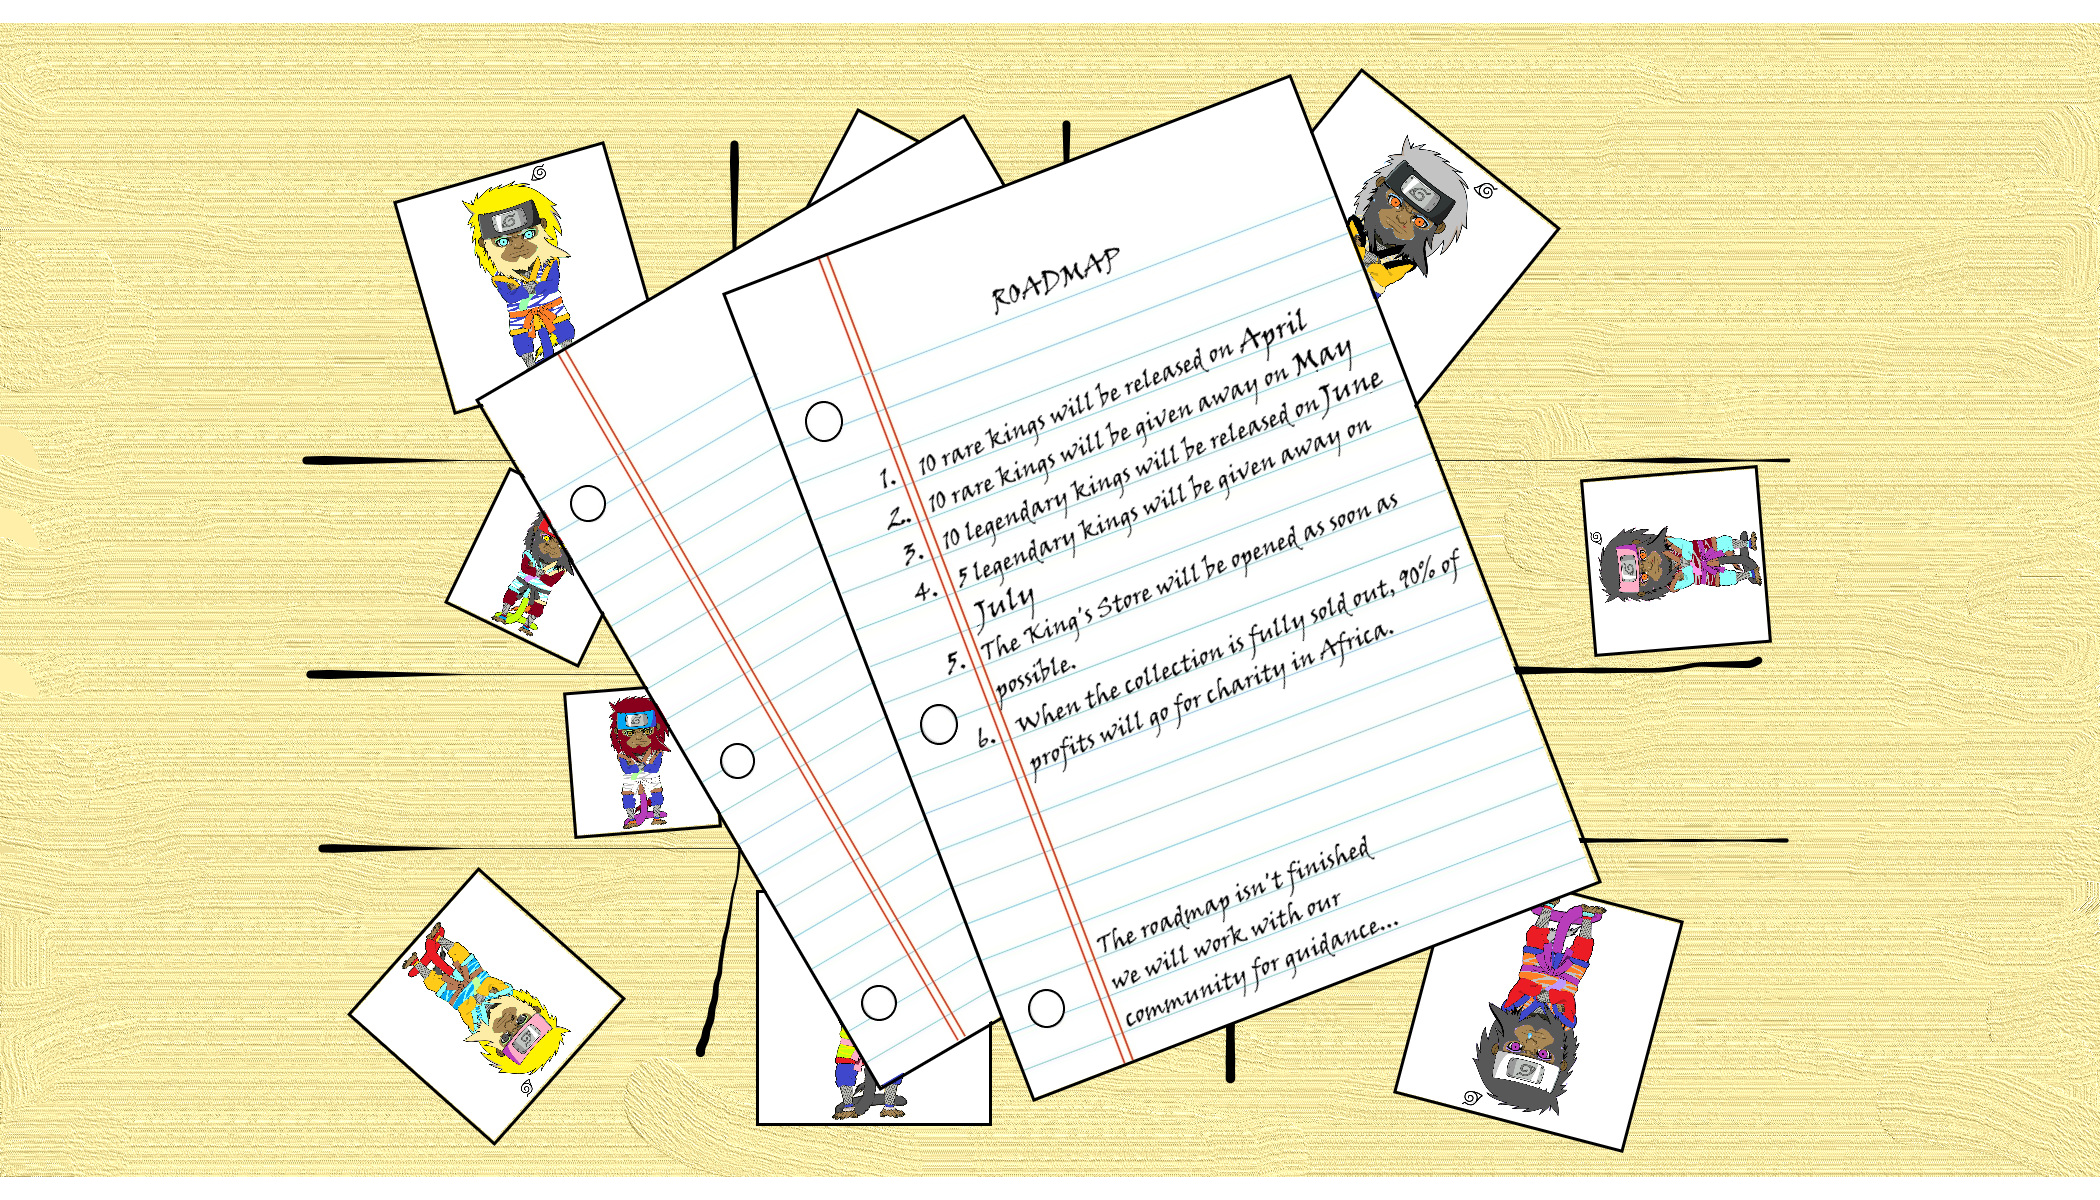 ROADMAP
1. 10 rare kings will be released on April
2. 10 rare kings will be given away on May
3. 10 legendary kings will be released on June
4. 5 legendary kings will be given away on
July
5. The King's Store will be opened as soon as
possible.
6. When the collection is fully sold out, 90% of
profits will go for charity in Africa.
The roadmap isn't finished
we will work with our
community for guidance...